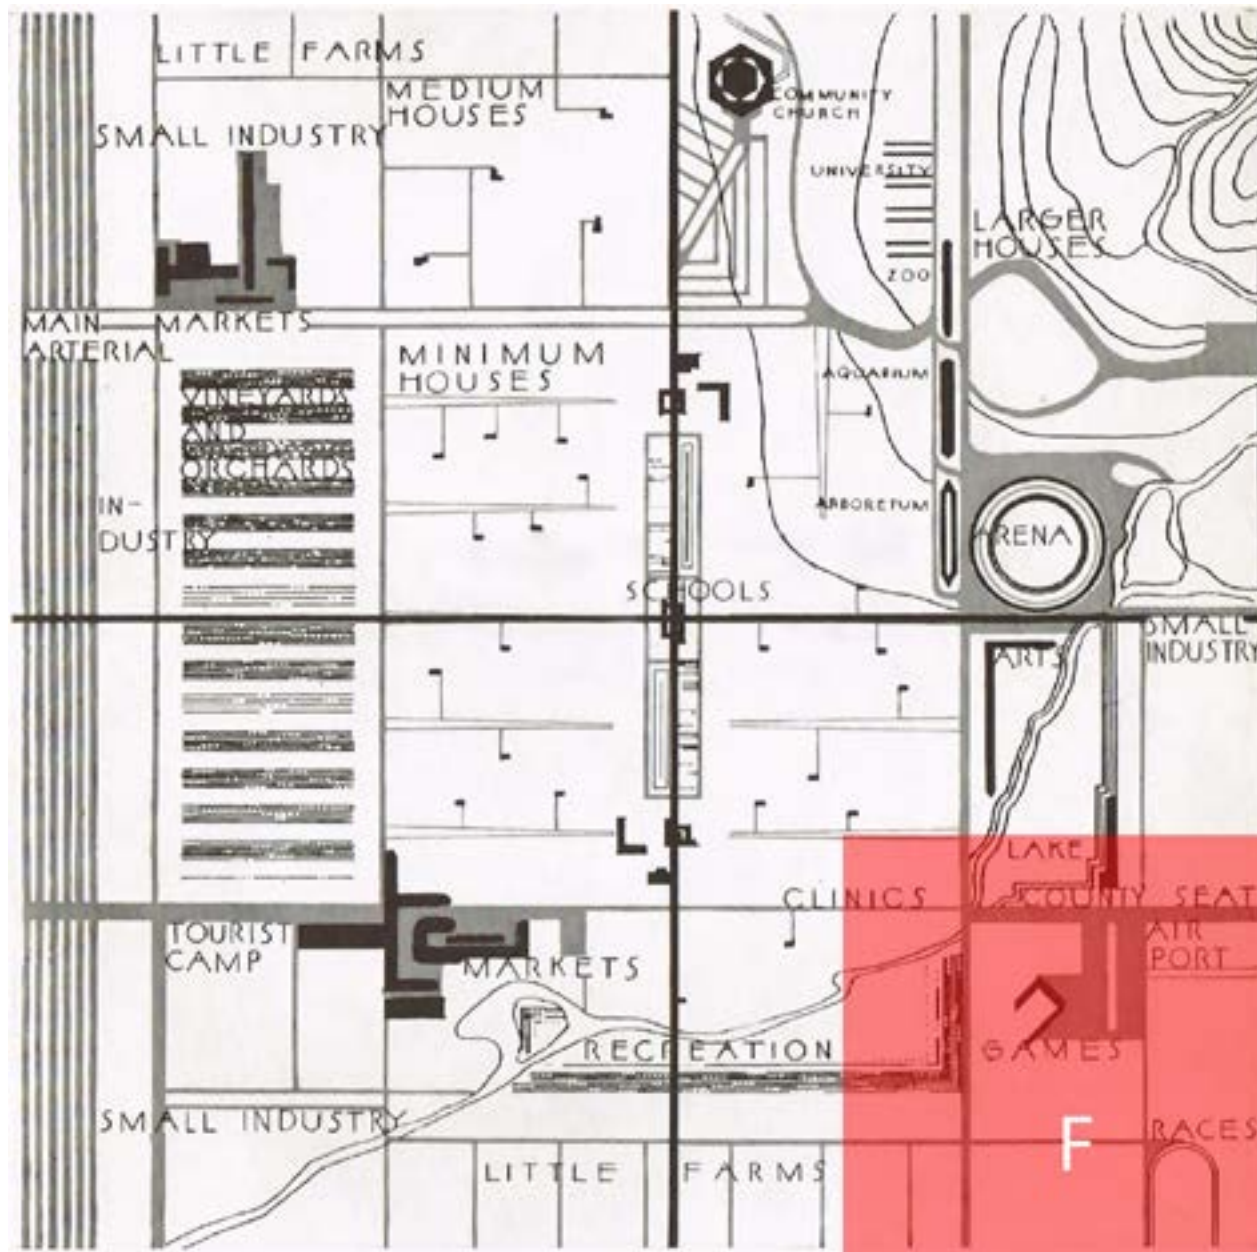 LITTLE FARMS
MEDIUM
HOUSES
SMALL INDUSTRY
COMMUNITY
CHURCH
UNIVERSITY
LARGER
HOUSES
ZOO
MAIN
ARTERIAL
MARKETS
MINIMUM
HOUSES
AQUARIUM
VINEYARDS
AND
ORCHARDS
IN-
DUSTRY
ARBORETUM
ARENA
SCHOOLS
ARTS
SMALL
INDUSTRY
LAKE
CLINICS
COUNTY SEAT
TOURIST
CAMP
MARKETS
AIR
PORT
RECREATION
GAMES
SMALL INDUSTRY
F
RACES
LITTLE FARMS